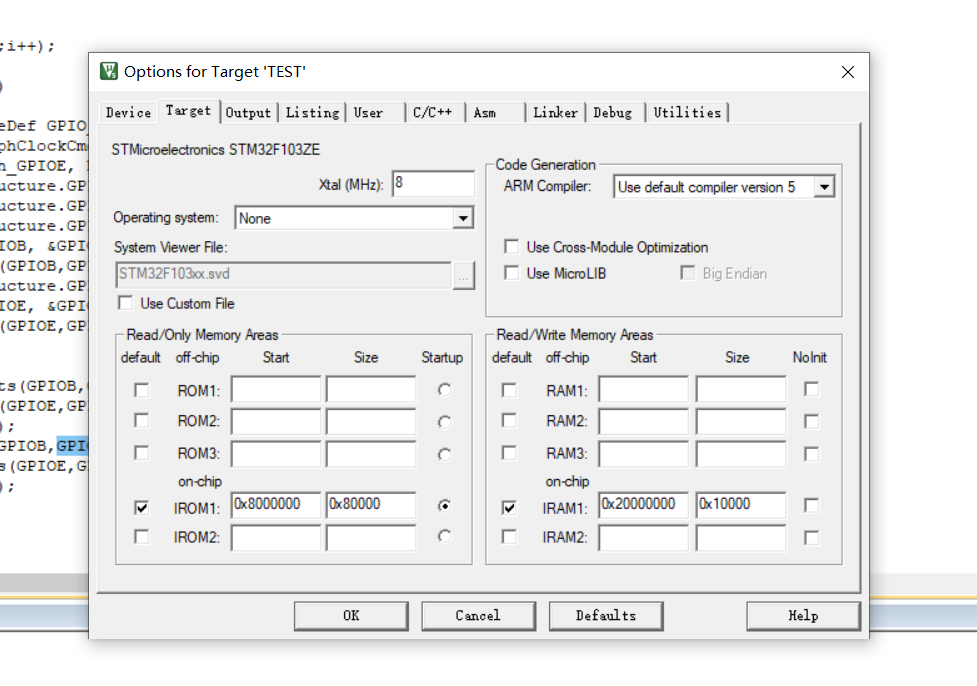 ;i++);
)
Options for Target 'TEST'
Device Target Output Listing User C/C++ Asm Linker Debug Utilities
eDef GPIO
phClockCm
h_GPIOE,
ucture.GP
ucture.GP
ucture.GP
IOB, &GPI
(GPIOB,GP
ucture.GP
IOE, &GPI
(GPIOE,GP
ts(GPIOB,
(GPIOE,GP
);
GPIOB,GPIO
s(GPIOE,G
);
STMicroelectronics STM32F103ZE
Xtal (MHz): 8
Operating system: None
System Viewer File:
STM32F103xx.svd ...
Use Custom File
Code Generation
ARM Compiler: Use default compiler version 5
Use Cross-Module Optimization
Use MicroLIB Big Endian
Read/Only Memory Areas
default off-chip Start Size Startup
ROM1:
ROM2:
ROM3:
on-chip
IROM1: 0x8000000 0x80000
IROM2:
Read/Write Memory Areas
default off-chip Start Size NoInit
RAM1:
RAM2:
RAM3:
on-chip
IRAM1: 0x20000000 0x10000
IRAM2:
OK Cancel Defaults Help